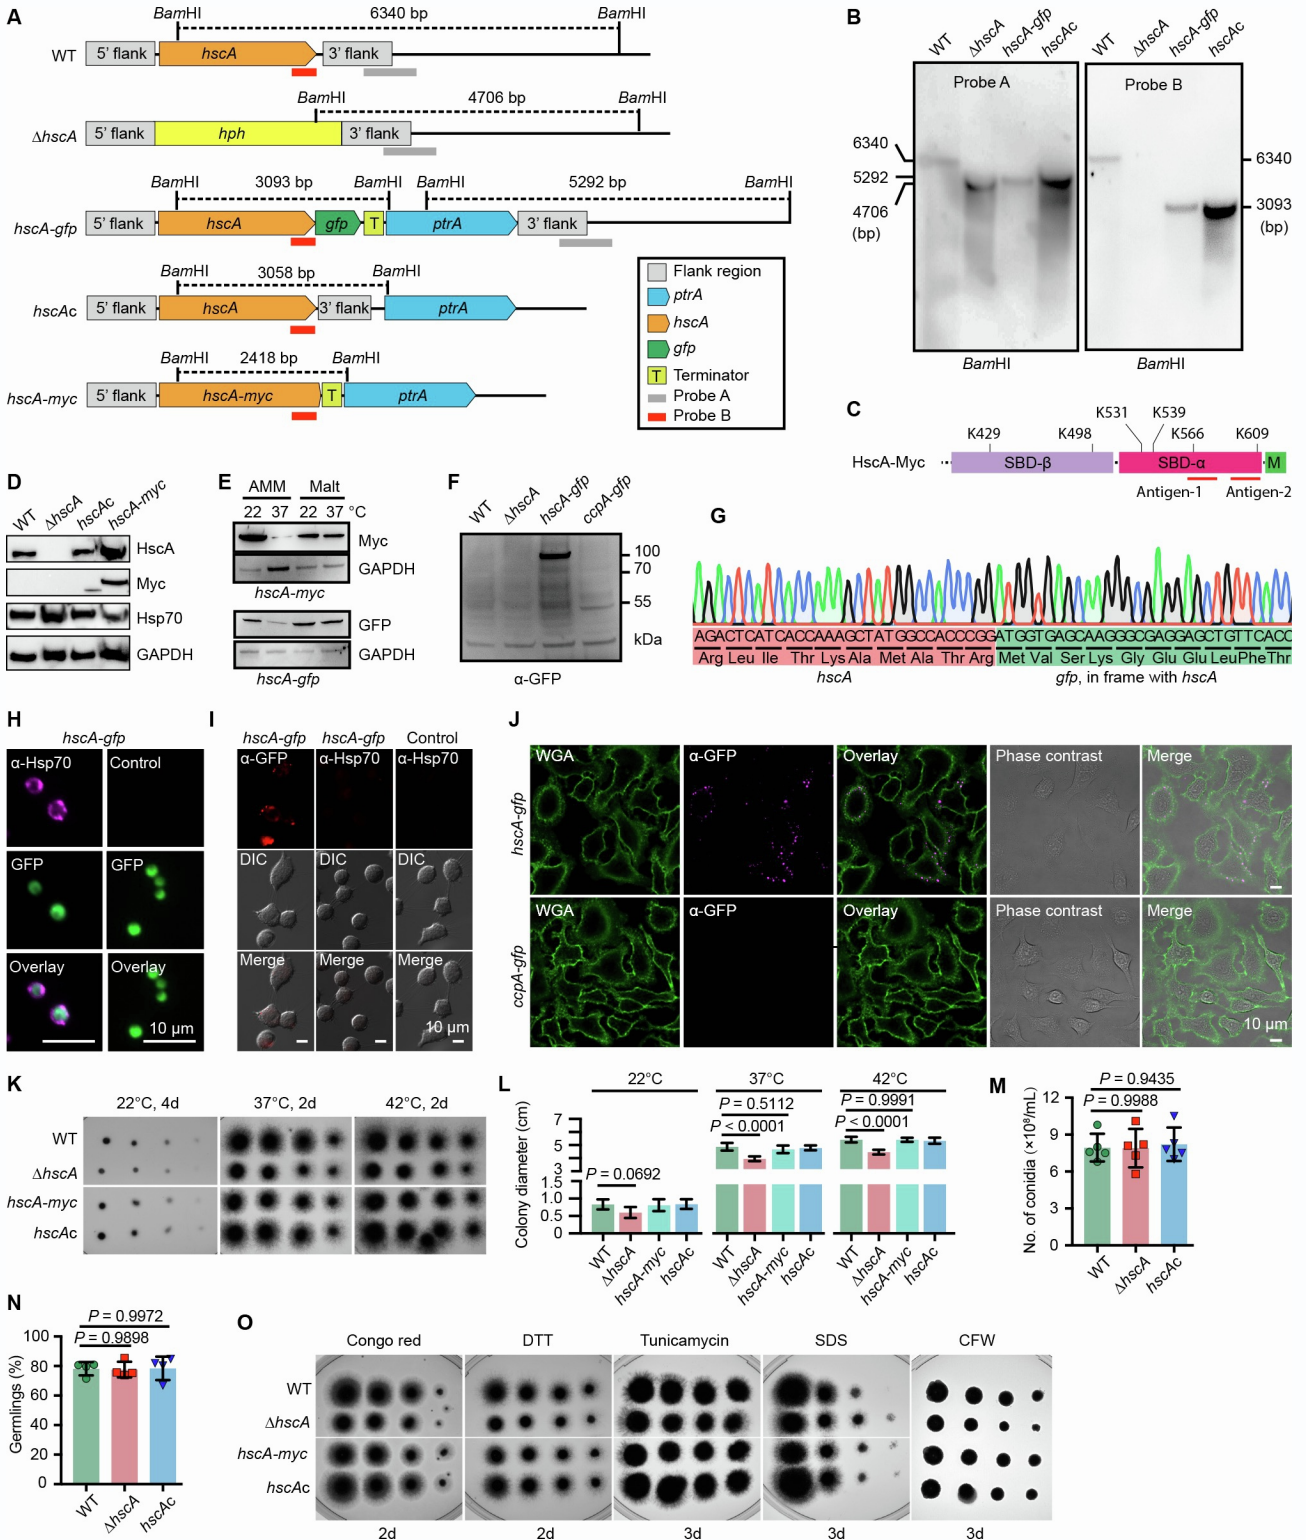 A
BamHI 6340 bp BamHI
WT 5' flank hscA 3' flank
BamHI 4706 bp BamHI
ΔhscA 5' flank hph 3' flank
BamHI 3093 bp BamHI BamHI 5292 bp BamHI
hscA-gfp 5' flank hscA gfp T ptrA 3' flank
BamHI 3058 bp BamHI
hscAc 5' flank hscA 3' flank ptrA
BamHI 2418 bp BamHI
hscA-myc 5' flank hscA-myc T ptrA
Flank region
ptrA
hscA
gfp
T Terminator
Probe A
Probe B
B
WT ΔhscA hscA-gfp hscAc WT ΔhscA hscA-gfp hscAc
Probe A Probe B
6340
5292
4706
(bp)
6340
3093
(bp)
BamHI BamHI
C
K531 K539
K429 K498 K566 K609
HscA-Myc SBD-β SBD-α M
Antigen-1 Antigen-2
D
WT ΔhscA hscAc hscA-myc
HscA
Myc
Hsp70
GAPDH
E
AMM Malt
22 37 22 37 °C
Myc
GAPDH
hscA-myc
GFP
GAPDH
hscA-gfp
F
WT ΔhscA hscA-gfp ccpA-gfp
100
70
55
kDa
α-GFP
G
AGACTCATCACCAAAGCTATGGCCACCCGGATGGTGAGCAAGGGCGAGGAGCTGTTCACC
Arg Leu Ile Thr Lys Ala Met Ala Thr Arg Met Val Ser Lys Gly Glu Glu Leu Phe Thr
hscA gfp, in frame with hscA
H
hscA-gfp
α-Hsp70 Control
GFP GFP
Overlay Overlay
10 µm
I
hscA-gfp hscA-gfp Control
α-GFP α-Hsp70 α-Hsp70
DIC DIC DIC
Merge Merge Merge
10 µm
J
hscA-gfp WGA α-GFP Overlay Phase contrast Merge
ccpA-gfp WGA α-GFP Overlay Phase contrast Merge
10 µm
K
22°C, 4d 37°C, 2d 42°C, 2d
WT
ΔhscA
hscA-myc
hscAc
L
22°C 37°C 42°C
Colony diameter (cm)
7
5
3
1.5
1.0
0.5
0
P = 0.0692
P = 0.5112
P < 0.0001
P = 0.9991
P < 0.0001
WT ΔhscA hscA-myc hscAc WT ΔhscA hscA-myc hscAc WT ΔhscA hscA-myc hscAc
M
No. of conidia (×10⁸/mL)
12
9
6
3
0
P = 0.9435
P = 0.9988
WT ΔhscA hscAc
N
Germlings (%)
100
80
60
40
20
0
P = 0.9972
P = 0.9898
WT ΔhscA hscAc
O
Congo red DTT Tunicamycin SDS CFW
WT
ΔhscA
hscA-myc
hscAc
2d 2d 3d 3d 3d